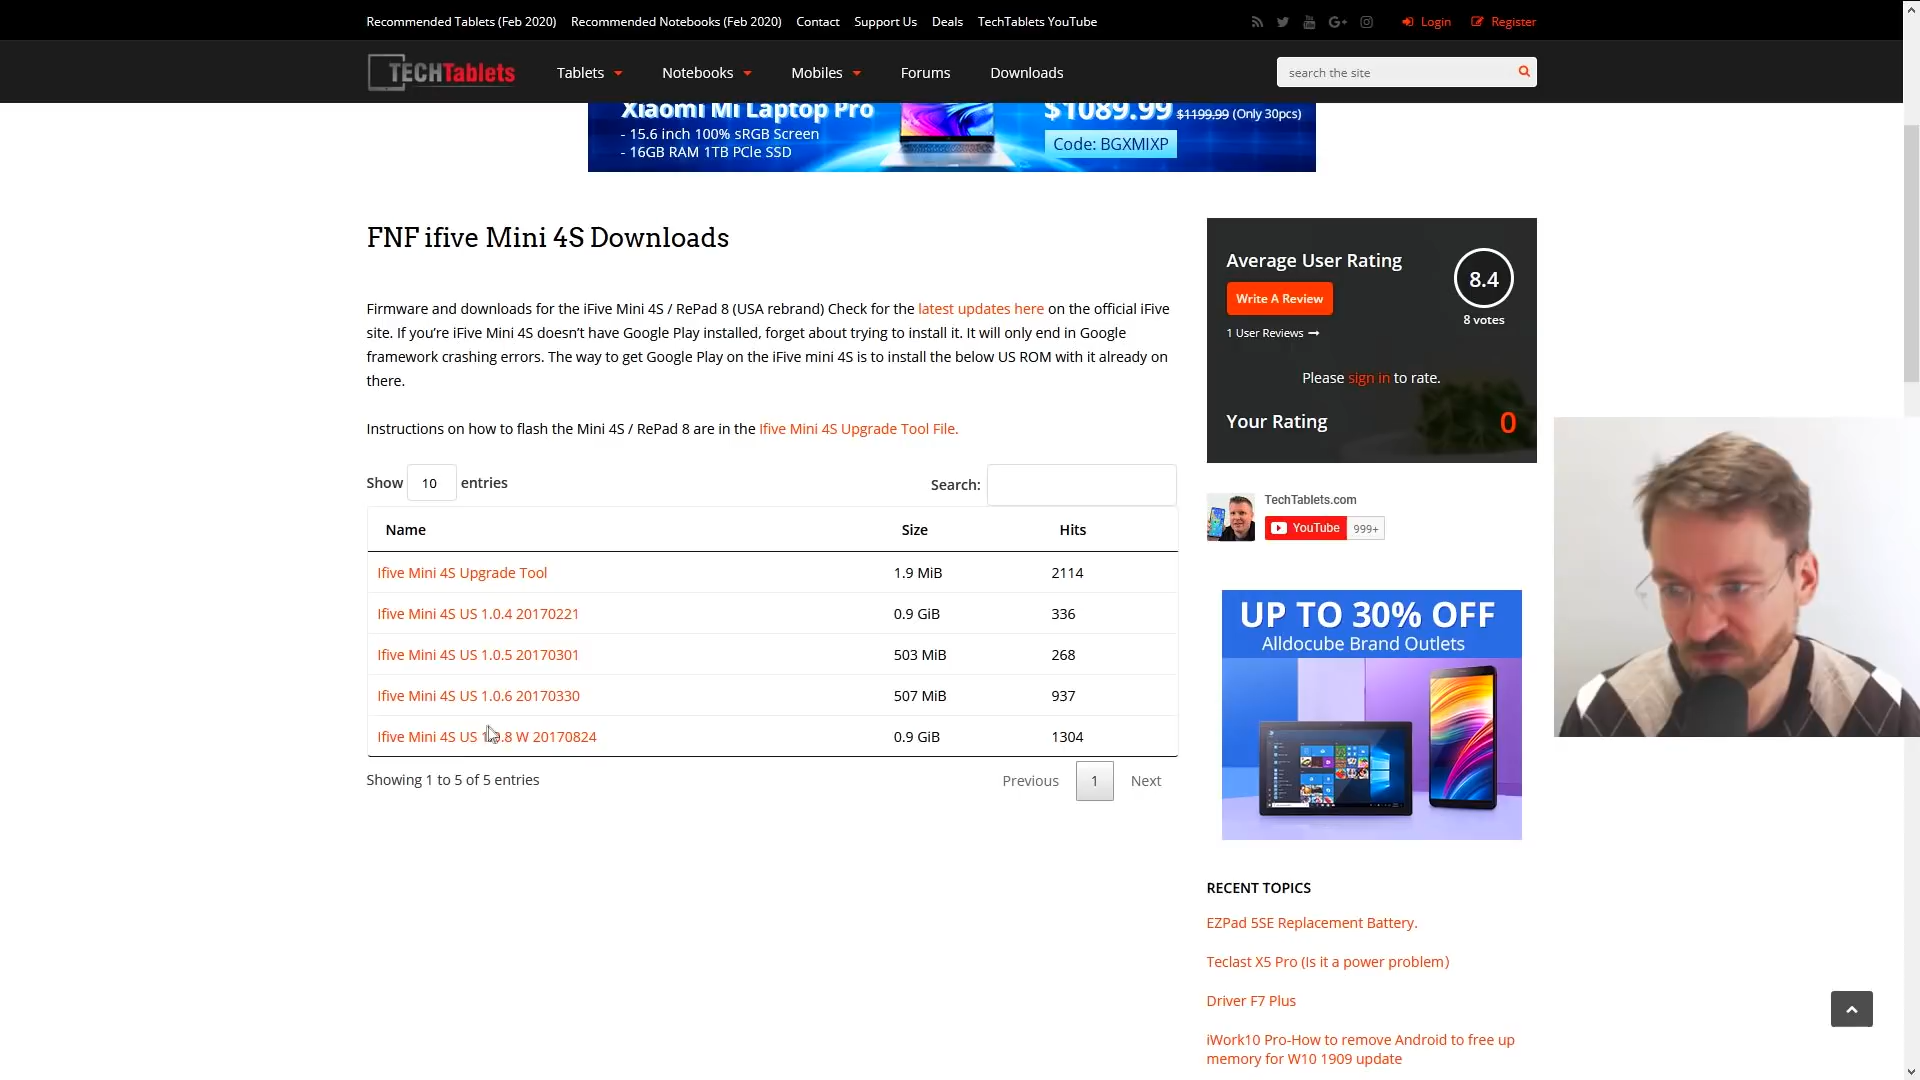 Recommended Tablets (Feb 2020) Recommended Notebooks (Feb 2020) Contact Support Us Deals TechTablets YouTube Login Register
TECHTablets Tablets Notebooks Mobiles Forums Downloads search the site
Xiaomi Mi Laptop Pro
- 15.6 inch 100% sRGB Screen
- 16GB RAM 1TB PCIe SSD
$1089.99 $1199.99 (Only 30pcs)
Code: BGXMIXP
FNF ifive Mini 4S Downloads
Firmware and downloads for the iFive Mini 4S / RePad 8 (USA rebrand) Check for the latest updates here on the official iFive
site. If you’re iFive Mini 4S doesn’t have Google Play installed, forget about trying to install it. It will only end in Google
framework crashing errors. The way to get Google Play on the iFive mini 4S is to install the below US ROM with it already on
there.
Instructions on how to flash the Mini 4S / RePad 8 are in the Ifive Mini 4S Upgrade Tool File.
Show 10 entries Search:
Name Size Hits
Ifive Mini 4S Upgrade Tool 1.9 MiB 2114
Ifive Mini 4S US 1.0.4 20170221 0.9 GiB 336
Ifive Mini 4S US 1.0.5 20170301 503 MiB 268
Ifive Mini 4S US 1.0.6 20170330 507 MiB 937
Ifive Mini 4S US 1.0.8 W 20170824 0.9 GiB 1304
Showing 1 to 5 of 5 entries Previous 1 Next
Average User Rating 8.4
Write A Review 8 votes
1 User Reviews
Please sign in to rate.
Your Rating 0
TechTablets.com
YouTube 999+
UP TO 30% OFF
Alldocube Brand Outlets
RECENT TOPICS
EZPad 5SE Replacement Battery.
Teclast X5 Pro (Is it a power problem)
Driver F7 Plus
iWork10 Pro-How to remove Android to free up
memory for W10 1909 update